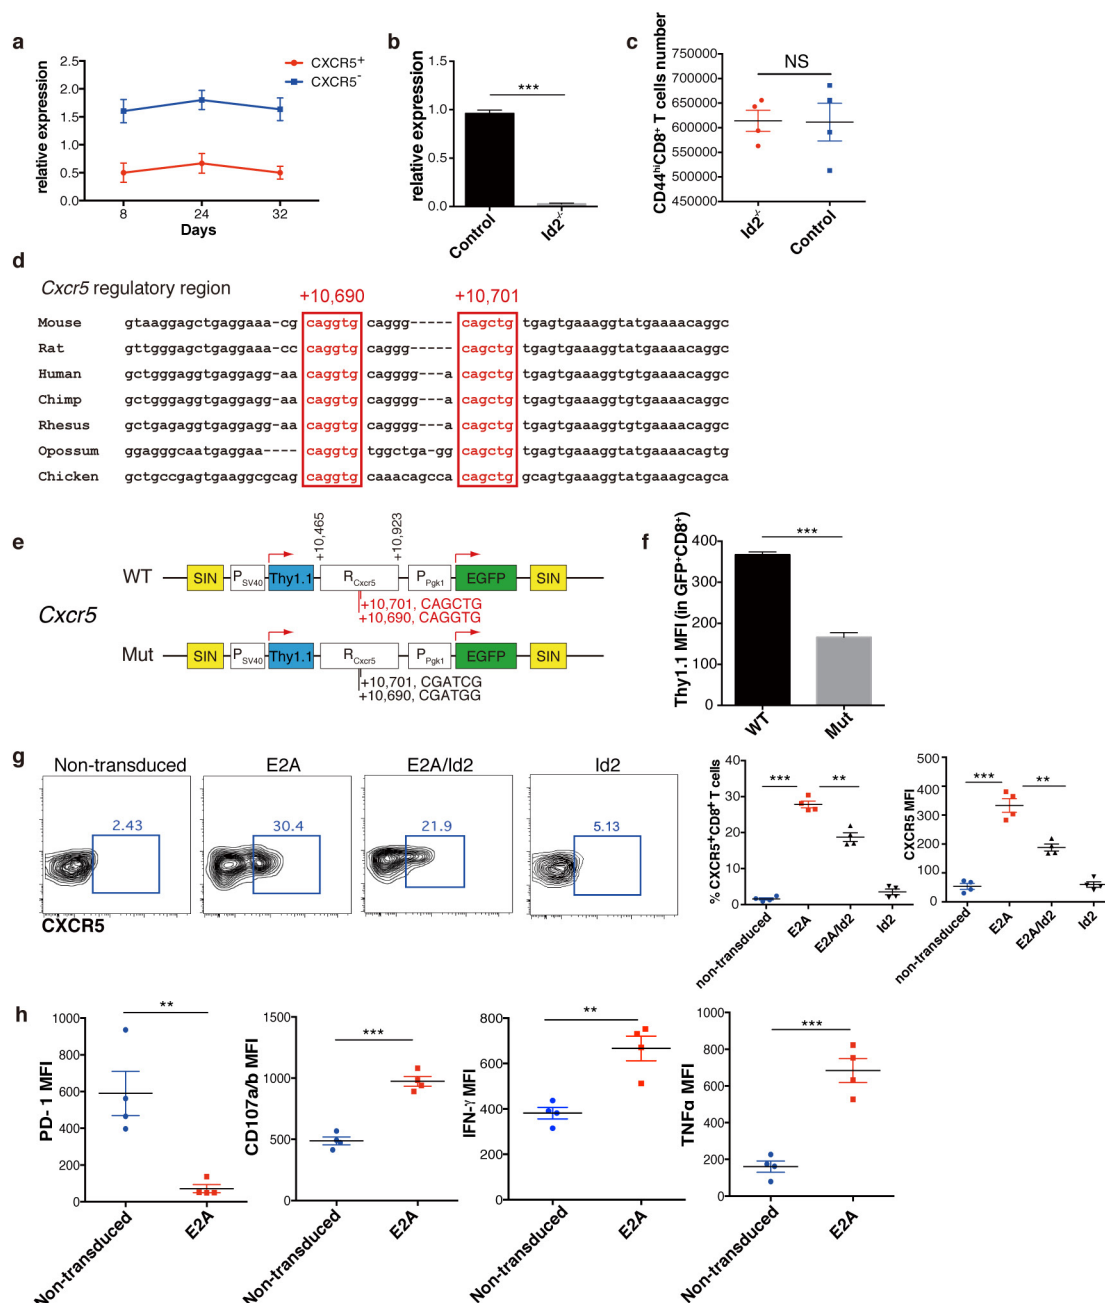 a
CXCR5⁺
CXCR5⁻
relative expression
2.5
2.0
1.5
1.0
0.5
0.0
8
24
32
Days
b
relative expression
1.5
1.0
0.5
0.0
***
Control
Id2⁻/⁻
c
CD44ʰⁱCD8⁺ T cells number
750000
700000
650000
600000
550000
500000
450000
NS
Id2⁻/⁻
Control
d
Cxcr5 regulatory region
+10,690
+10,701
Mouse gtaaggagctgaggaaa-cg caggtg caggg----- cagctg tgagtgaaaggtatgaaaacaggc
Rat gttgggagctgaggaaa-cc caggtg caggg----- cagctg tgagtgaaaggtatgaaaacaggc
Human gctgggaggtgaggagg-aa caggtg caggggg---a cagctg tgagtgaaaggtgtgaaaacaggc
Chimp gctgggaggtgaggagg-aa caggtg caggggg---a cagctg tgagtgaaaggtgtgaaaacaggc
Rhesus gctgagaggtgaggagg-aa caggtg caggggg---a cagctg tgagtgaaaggtgtgaaaacaggc
Opossum ggagggcaatgaggaa---- caggtg tggctga-gg cagctg tgagtgaaaggtatgaaaacagtg
Chicken gctgccgagtgaaggcgcag caggtg caaacagcca cagctg gcagtgaaaggtatgaaagcagca
e
+10,465
+10,923
WT
SIN
P SV40
Thy1.1
R Cxcr5
P Pgk1
EGFP
SIN
+10,701, CAGCTG
+10,690, CAGGTG
Cxcr5
Mut
SIN
P SV40
Thy1.1
R Cxcr5
P Pgk1
EGFP
SIN
+10,701, CGATCG
+10,690, CGATGG
f
Thy1.1 MFI (in GFP⁺CD8⁺)
400
300
200
100
0
***
WT
Mut
g
Non-transduced
E2A
E2A/Id2
Id2
2.43
30.4
21.9
5.13
CXCR5
% CXCR5⁺CD8⁺ T cells
40
30
20
10
0
***
**
non-transduced
E2A
E2A/Id2
Id2
CXCR5 MFI
500
400
300
200
100
0
***
**
non-transduced
E2A
E2A/Id2
Id2
h
PD- 1 MFI
1000
800
600
400
200
0
**
Non-transduced
E2A
CD107a/b MFI
1500
1000
500
0
***
Non-transduced
E2A
IFN-γ MFI
800
600
400
200
0
**
Non-transduced
E2A
TNFα MFI
1000
800
600
400
200
0
***
Non-transduced
E2A